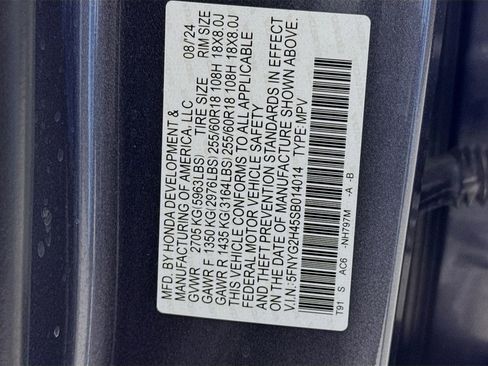 MFD. BY HONDA DEVELOPMENT &
MANUFACTURING OF AMERICA, LLC 08/'24
GVWR 2705 KG(5963LBS) TIRE SIZE RIM SIZE
GAWR F 1350 KG(2976LBS)255/60R18 108H 18X8.0J
GAWR R 1435 KG(3164LBS)255/60R18 108H 18X8.0J
THIS VEHICLE CONFORMS TO ALL APPLICABLE
FEDERAL MOTOR VEHICLE SAFETY
& THEFT PREVENTION STANDARDS IN EFFECT
ON THE DATE OF MANUFACTURE SHOWN ABOVE.
V.I.N:5FNYG2H45SB014014 TYPE:MPV
T91 S AC6 -NH797M -A -B